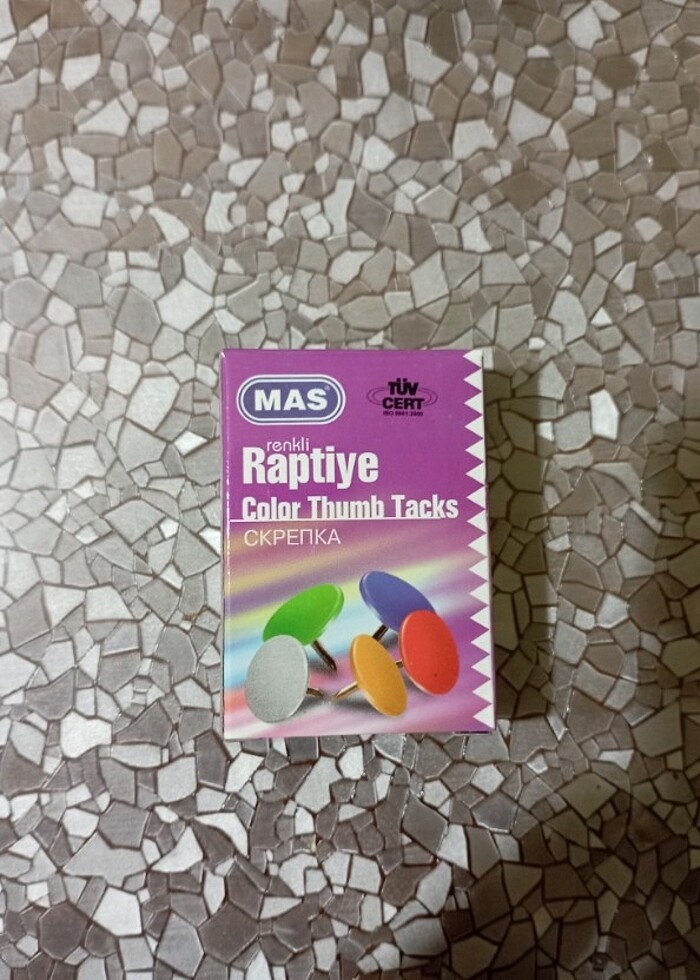 MAS
TÜV
CERT
renkli
Raptiye
Color Thumb Tacks
СКРЕПКА